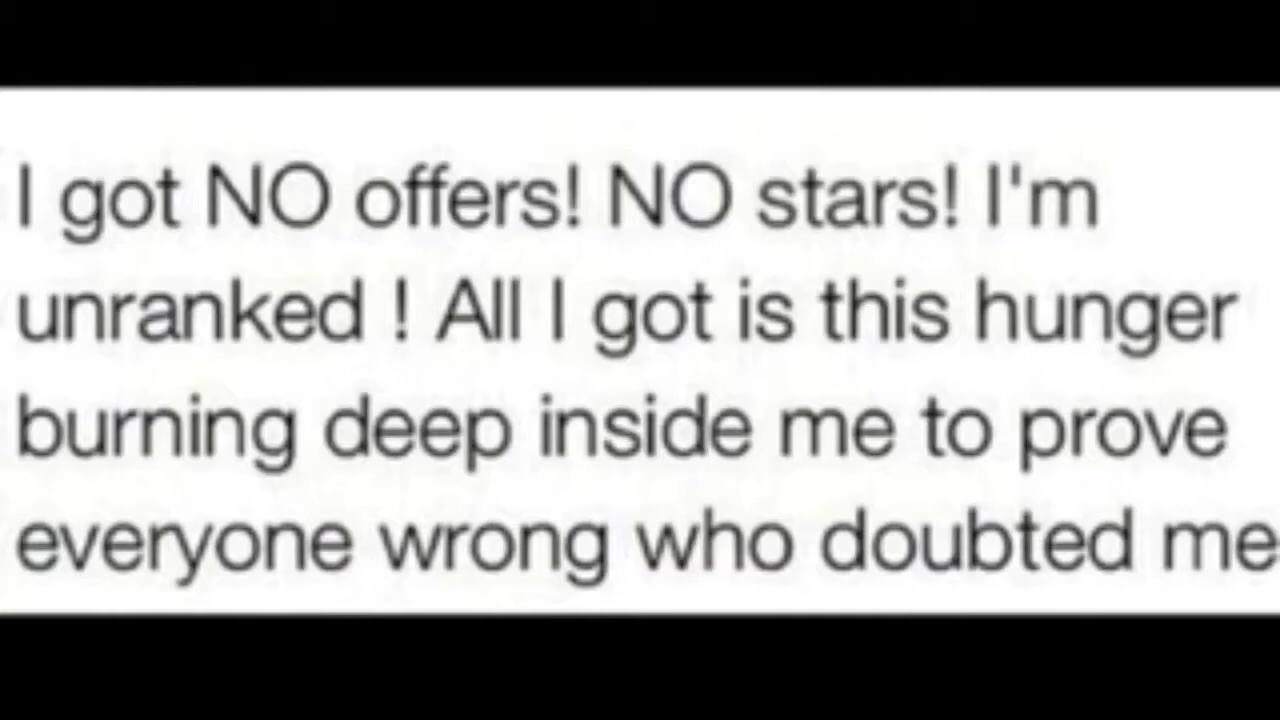 I got NO offers! NO stars! I'm
unranked ! All I got is this hunger
burning deep inside me to prove
everyone wrong who doubted me